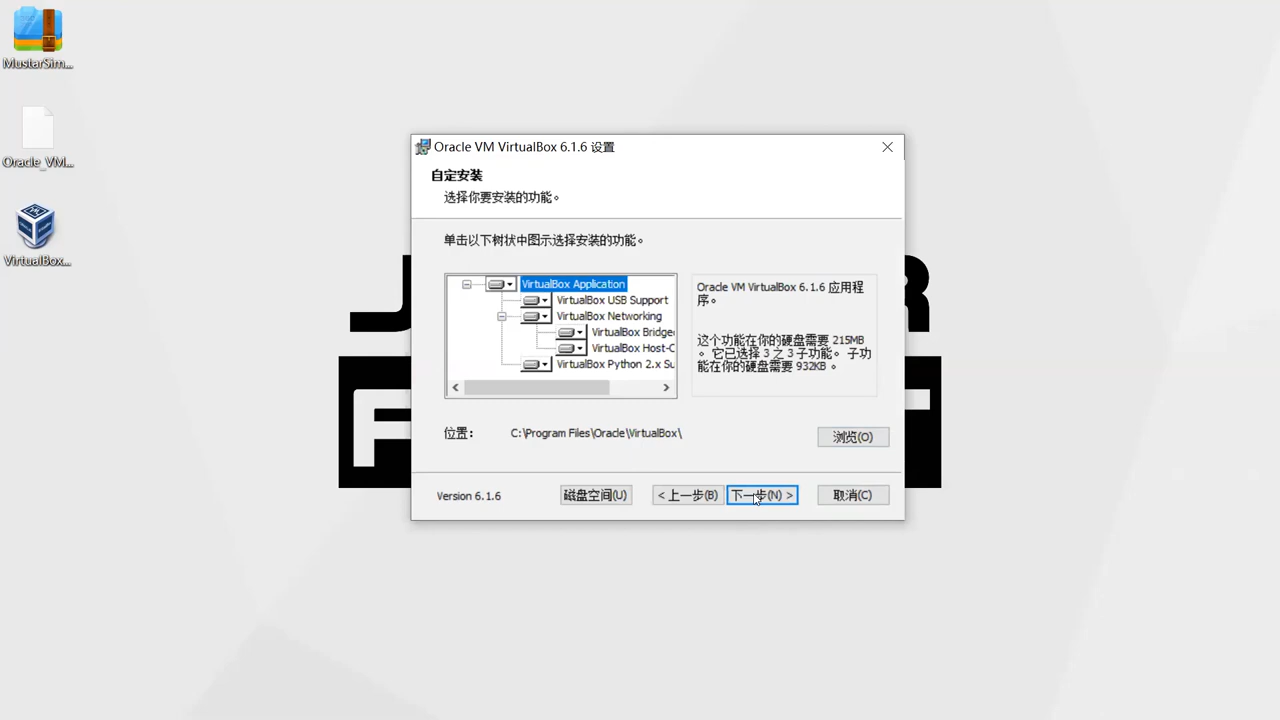 MustarSim...
Oracle_VM...
VirtualBox...
Oracle VM VirtualBox 6.1.6 设置
自定安装
选择你要安装的功能。
单击以下树状中图示选择安装的功能。
VirtualBox Application
VirtualBox USB Support
VirtualBox Networking
VirtualBox Bridge
VirtualBox Host-C
VirtualBox Python 2.x Su
Oracle VM VirtualBox 6.1.6 应用程
序。
这个功能在你的硬盘需要 215MB
。它已选择 3 之 3 子功能。 子功
能在你的硬盘需要 932KB 。
位置：
C:\Program Files\Oracle\VirtualBox\
浏览(O)
Version 6.1.6
磁盘空间(U)
< 上一步(B)
下一步(N) >
取消(C)